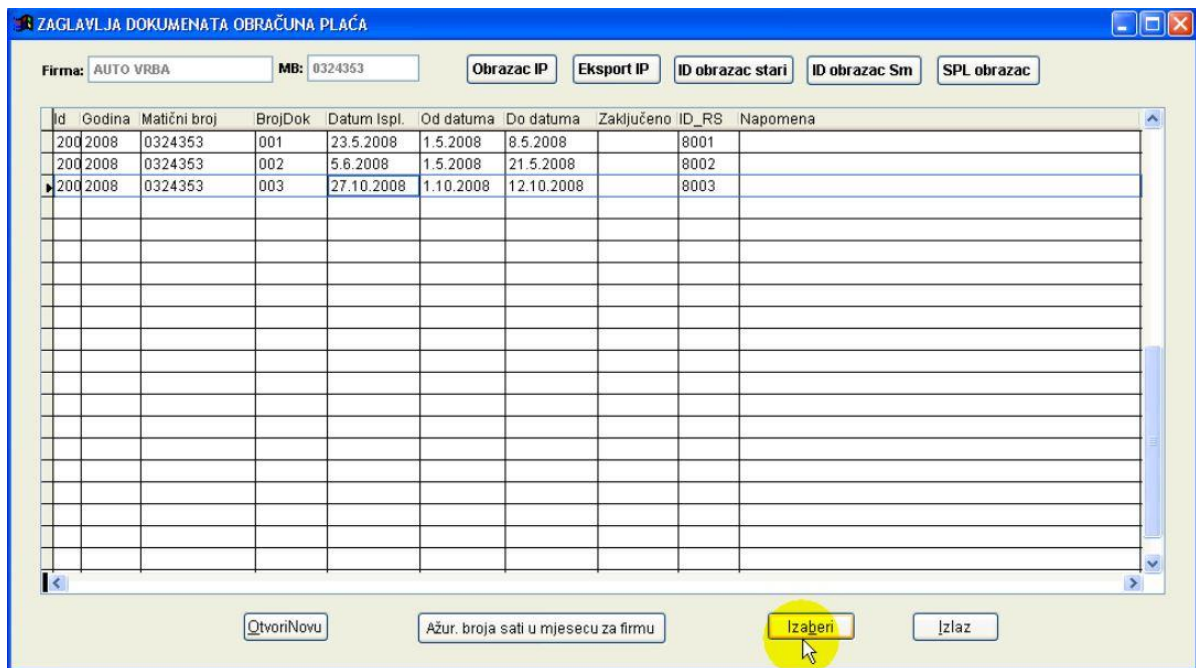 ZAGLAVLJA DOKUMENATA OBRAČUNA PLAĆA
Firma: AUTO VRBA MB: 0324353 Obrazac IP Eksport IP ID obrazac stari ID obrazac Sm SPL obrazac
Id Godina Matični broj BrojDok Datum Ispl. Od datuma Do datuma Zaključeno ID_RS Napomena
200 2008 0324353 001 23.5.2008 1.5.2008 8.5.2008 8001
200 2008 0324353 002 5.6.2008 1.5.2008 21.5.2008 8002
200 2008 0324353 003 27.10.2008 1.10.2008 12.10.2008 8003
OtvoriNovu Ažur. broja sati u mjesecu za firmu Izaberi Izlaz